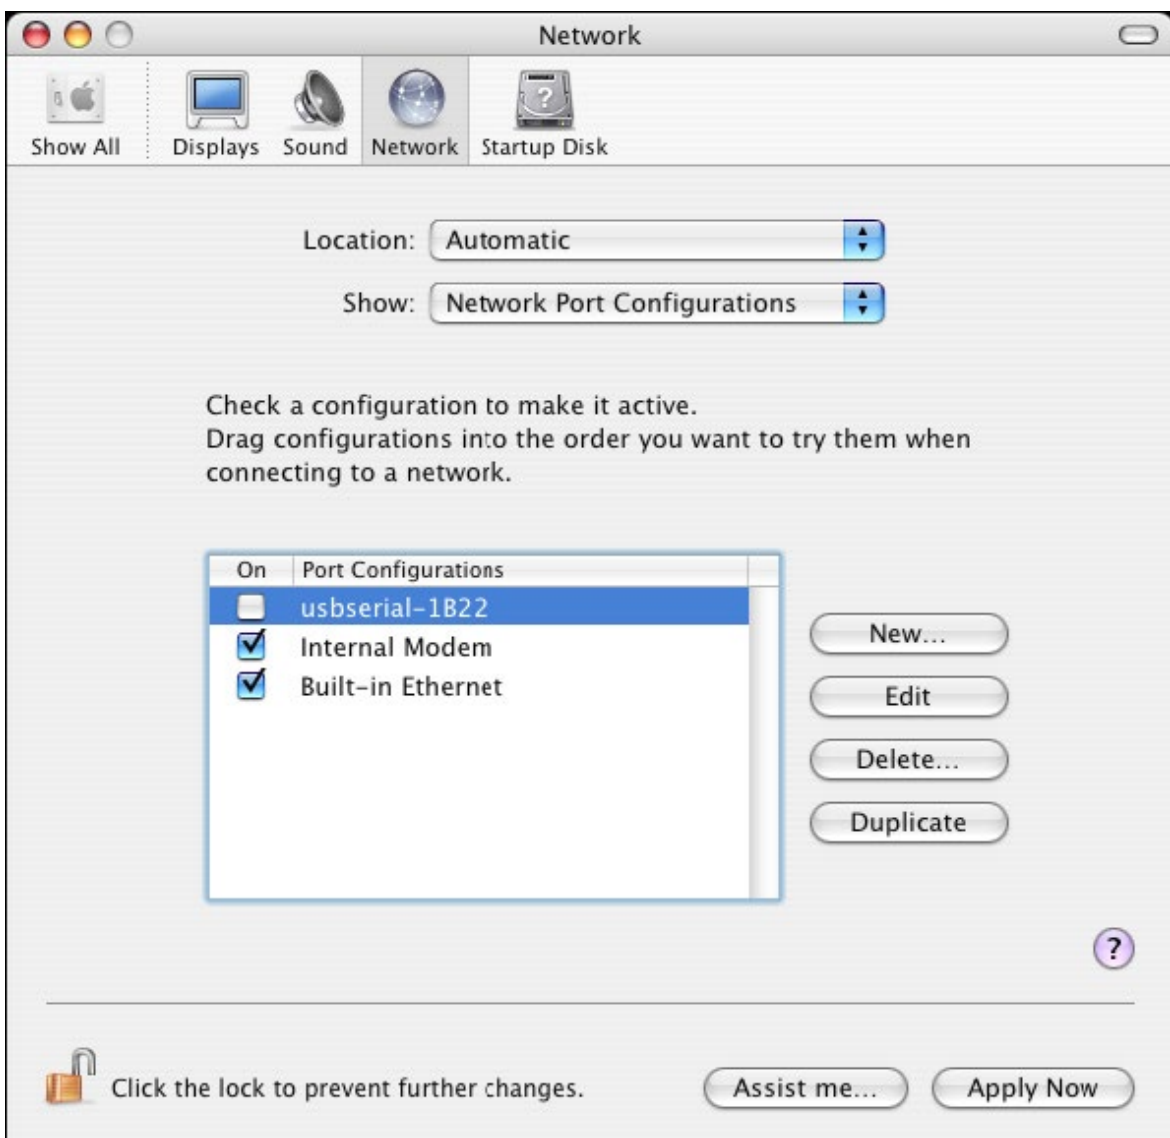 Network
Show All Displays Sound Network Startup Disk
Location: Automatic
Show: Network Port Configurations
Check a configuration to make it active.
Drag configurations into the order you want to try them when
connecting to a network.
On Port Configurations
usbserial-1B22
Internal Modem
Built-in Ethernet
New...
Edit
Delete...
Duplicate
?
Click the lock to prevent further changes. Assist me... Apply Now